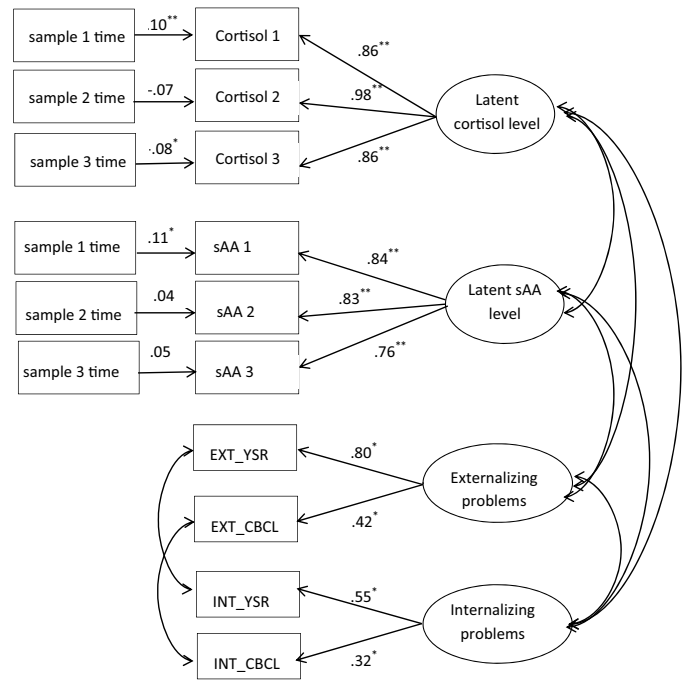 sample 1 time
.10**
Cortisol 1
.86**
sample 2 time
-.07
Cortisol 2
.98**
Latent
cortisol level
sample 3 time
-.08*
Cortisol 3
.86**
sample 1 time
.11*
sAA 1
.84**
sample 2 time
.04
sAA 2
.83**
Latent sAA
level
sample 3 time
.05
sAA 3
.76**
EXT_YSR
.80*
Externalizing
problems
EXT_CBCL
.42*
INT_YSR
.55*
Internalizing
problems
INT_CBCL
.32*